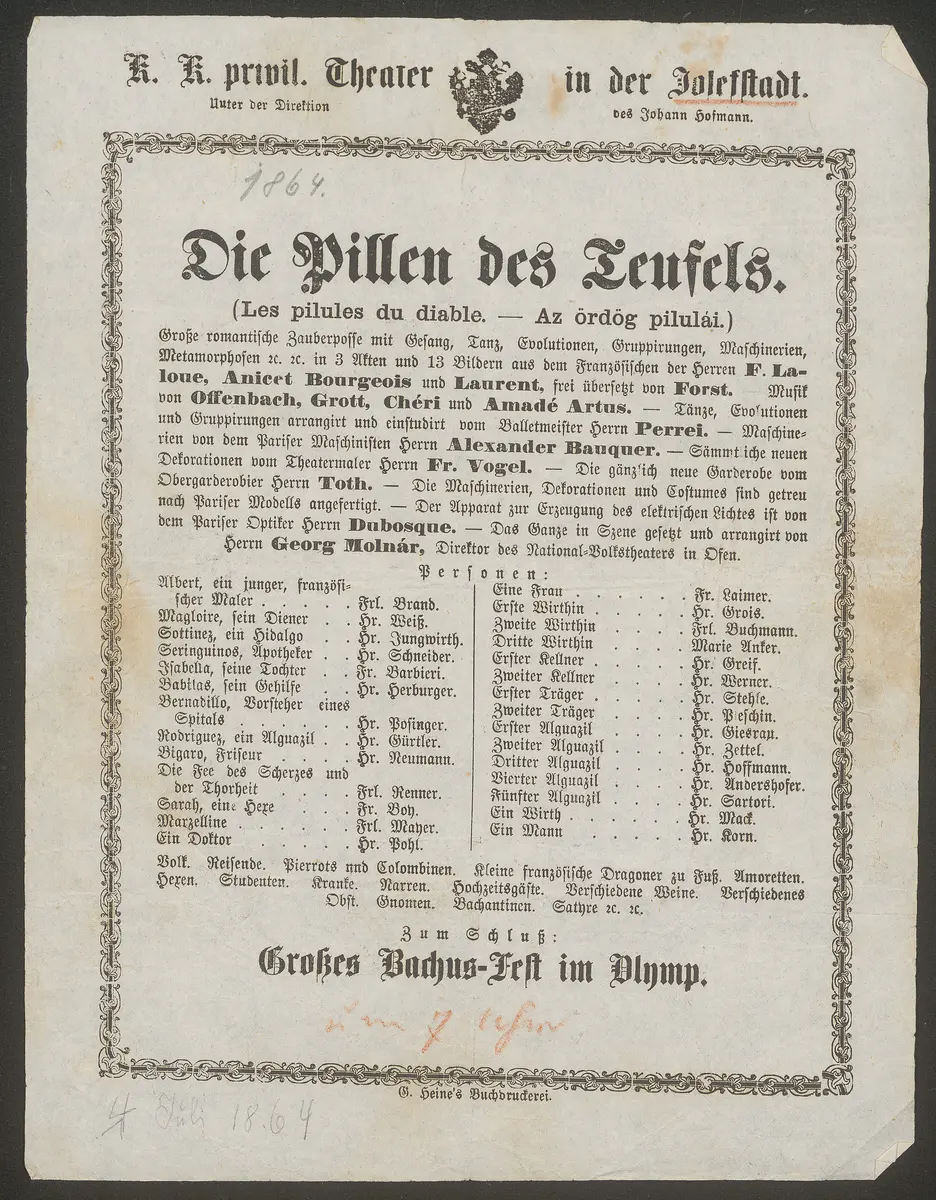 K. K. privil. Theater in der Josefstadt.
Unter der Direktion des Johann Hofmann.
1864.
Die Pillen des Teufels.
(Les pilules du diable. — Az ördög pilulái.)
Große romantische Zauberposse mit Gesang, Tanz, Evolutionen, Gruppirungen, Maschinerien,
Metamorphosen ꝛc. ꝛc. in 3 Akten und 13 Bildern aus dem Französischen der Herren F. La-
loue, Anicet Bourgeois und Laurent, frei übersetzt von Forst. — Musik
von Offenbach, Grott, Chéri und Amadé Artus. — Tänze, Evolutionen
und Gruppirungen arrangirt und einstudirt vom Balletmeister Herrn Perrei. — Maschine-
rien von dem Pariser Maschinisten Herrn Alexander Bauquer. — Sämmtliche neuen
Dekorationen vom Theatermaler Herrn Fr. Vogel. — Die gänzlich neue Garderobe vom
Obergarderobier Herrn Toth. — Die Maschinerien, Dekorationen und Costumes sind getreu
nach Pariser Modells angefertigt. — Der Apparat zur Erzeugung des elektrischen Lichtes ist von
dem Pariser Optiker Herrn Dubosque. — Das Ganze in Szene gesetzt und arrangirt von
Herrn Georg Molnár, Direktor des National-Volkstheaters in Ofen.
Personen:
Albert, ein junger, französi-
scher Maler . . . . . Frl. Brand.
Magloire, sein Diener . . Hr. Weiß.
Sottinez, ein Hidalgo . . Hr. Jungwirth.
Seringuinos, Apotheker . . Hr. Schneider.
Isabella, seine Tochter . . Fr. Barbieri.
Babilas, sein Gehilfe . . Hr. Herburger.
Bernadillo, Vorsteher eines
Spitals . . . . . . Hr. Posinger.
Rodriguez, ein Alguazil . . Hr. Gürtler.
Bigaro, Friseur . . . . Hr. Neumann.
Die Fee des Scherzes und
der Thorheit . . . . Frl. Renner.
Sarah, eine Hexe . . . . Fr. Boy.
Marzelline . . . . . . Frl. Mayer.
Ein Doktor . . . . . Hr. Pohl.
Eine Frau . . . . . . Fr. Laimer.
Erste Wirthin . . . . . Hr. Grois.
Zweite Wirthin . . . . Frl. Buchmann.
Dritte Wirthin . . . . Marie Anker.
Erster Kellner . . . . . Hr. Greif.
Zweiter Kellner . . . . Hr. Werner.
Erster Träger . . . . . Hr. Stehle.
Zweiter Träger . . . . Hr. Pieschin.
Erster Alguazil . . . . Hr. Giesrau.
Zweiter Alguazil . . . . Hr. Zettel.
Dritter Alguazil . . . . Hr. Hoffmann.
Vierter Alguazil . . . . Hr. Andershofer.
Fünfter Alguazil . . . . Hr. Sartori.
Ein Wirth . . . . . . Hr. Mack.
Ein Mann . . . . . Hr. Korn.
Volk. Reisende. Pierrots und Colombinen. Kleine französische Dragoner zu Fuß. Amoretten.
Hexen. Studenten. Kranke. Narren. Hochzeitsgäste. Verschiedene Weine. Verschiedenes
Obst. Gnomen. Bachantinen. Satyre ꝛc. ꝛc.
Zum Schluß:
Großes Bachus-Fest im Olymp.
um 7 Uhr
G. Heine's Buchdruckerei.
4 Juli 1864